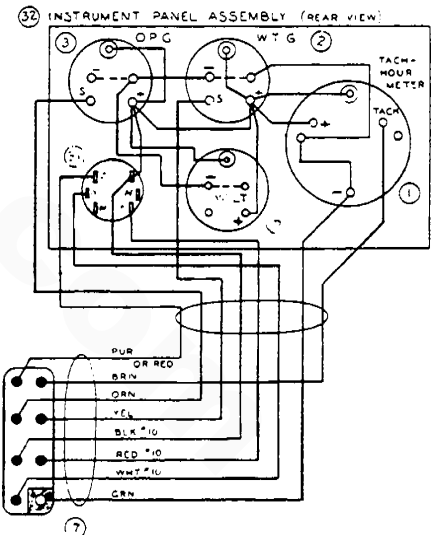 32 INSTRUMENT PANEL ASSEMBLY (REAR VIEW)
3 OPG WTG 2
TACH-
HOUR
METER
S
S
TACH
1
PUR
OR RED
BRN
ORN
YEL
BLK #10
RED #10
WHT #10
GRN
7